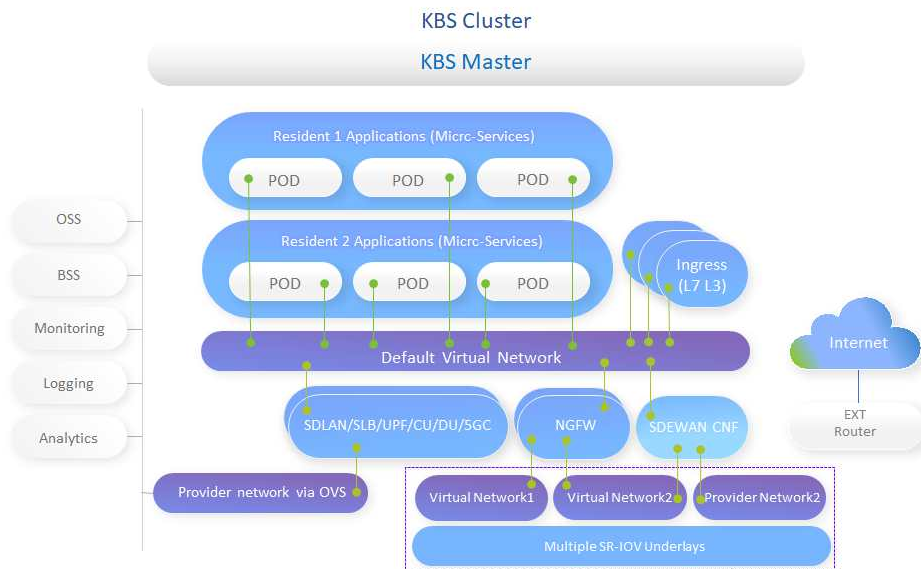 KBS Cluster
KBS Master
Resident 1 Applications (Micrc-Services)
POD
POD
POD
Resident 2 Applications (Micrc-Services)
POD
POD
POD
Ingress
(L7 L3)
OSS
BSS
Monitoring
Logging
Analytics
Default Virtual Network
Internet
EXT
Router
SDLAN/SLB/UPF/CU/DU/5GC
NGFW
SDEWAN CNF
Provider network via OVS
Virtual Network1
Virtual Network2
Provider Network2
Multiple SR-IOV Underlays